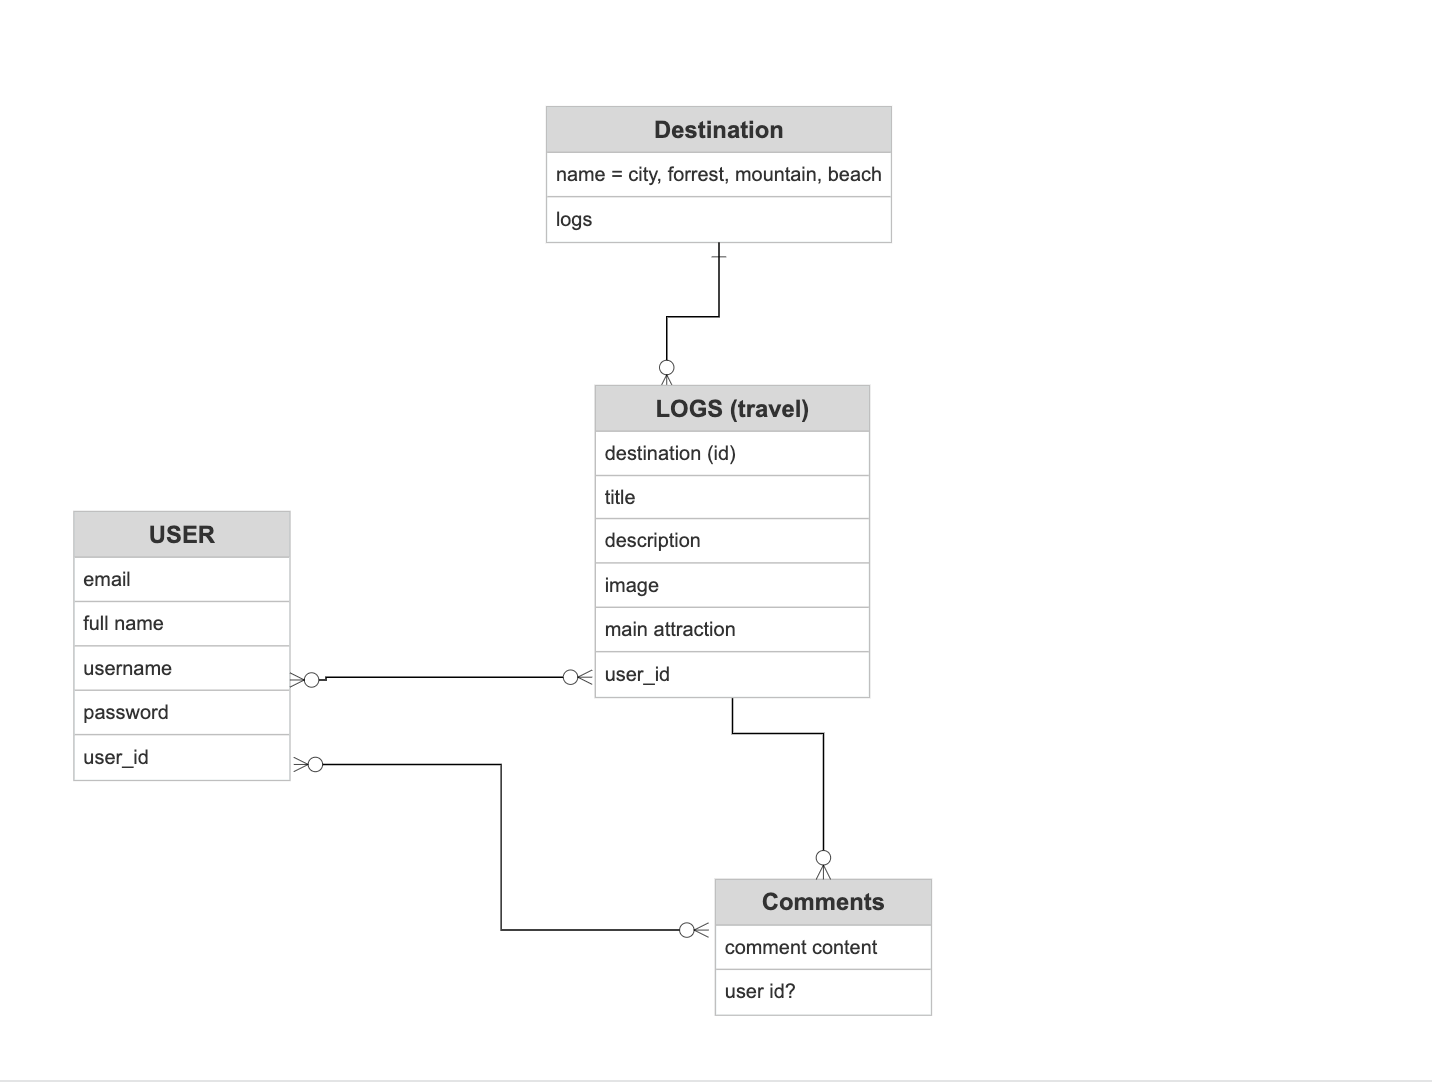 Destination
name = city, forrest, mountain, beach
logs
LOGS (travel)
destination (id)
title
description
image
main attraction
user_id
USER
email
full name
username
password
user_id
Comments
comment content
user id?